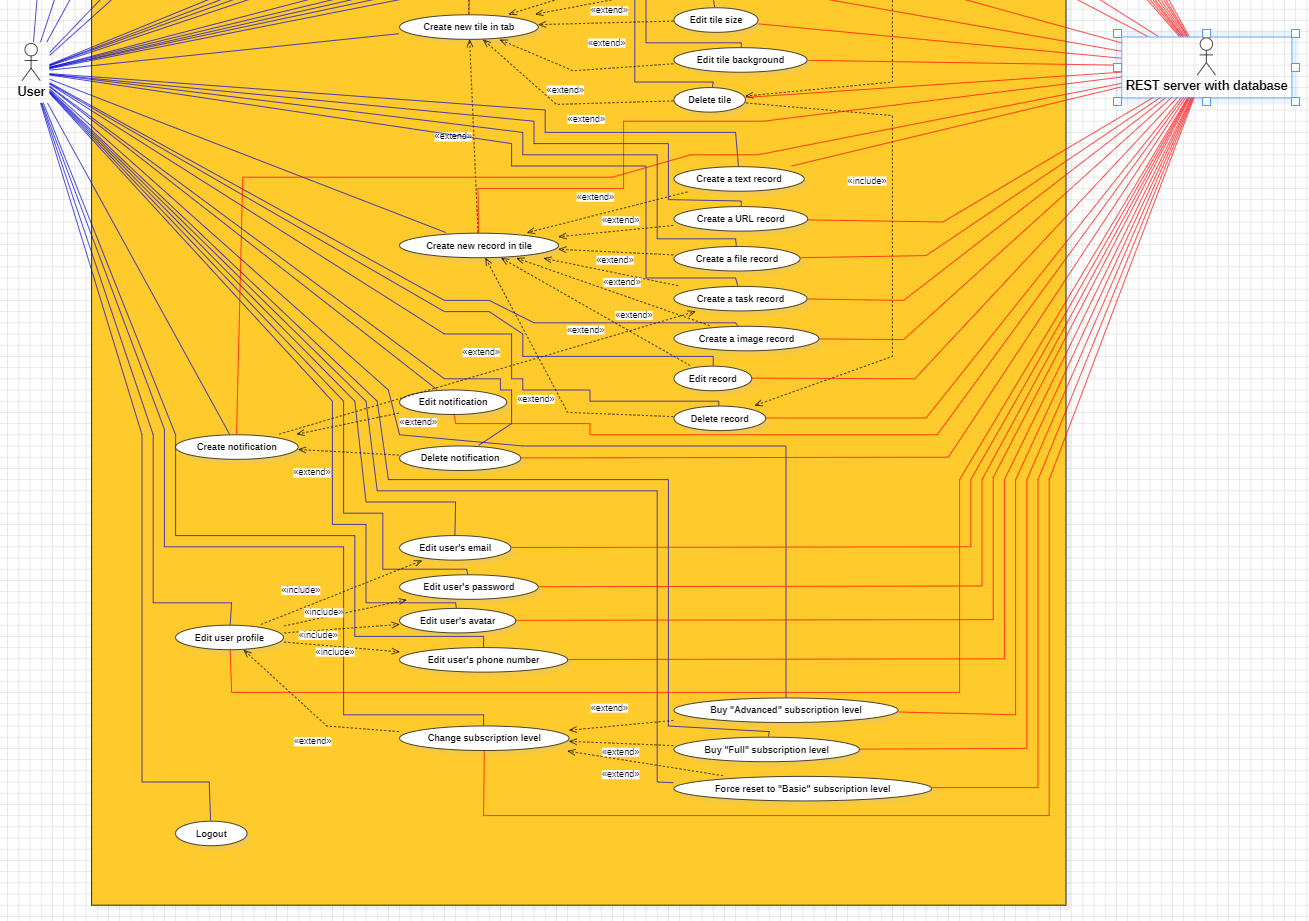 «extend»
Edit tile size
Create new tile in tab
«extend»
Edit tile background
User
REST server with database
«extend»
Delete tile
«extend»
«extend»
Create a text record
«include»
«extend»
Create a URL record
«extend»
Create new record in tile
Create a file record
«extend»
«extend»
Create a task record
«extend»
«extend»
Create a image record
«extend»
Edit record
Edit notification
«extend»
Delete record
«extend»
Create notification
Delete notification
«extend»
Edit user's email
Edit user's password
«include»
«include»
Edit user's avatar
Edit user profile
«include»
«include»
Edit user's phone number
«extend»
Buy "Advanced" subscription level
Change subscription level
«extend»
«extend»
Buy "Full" subscription level
«extend»
Force reset to "Basic" subscription level
Logout